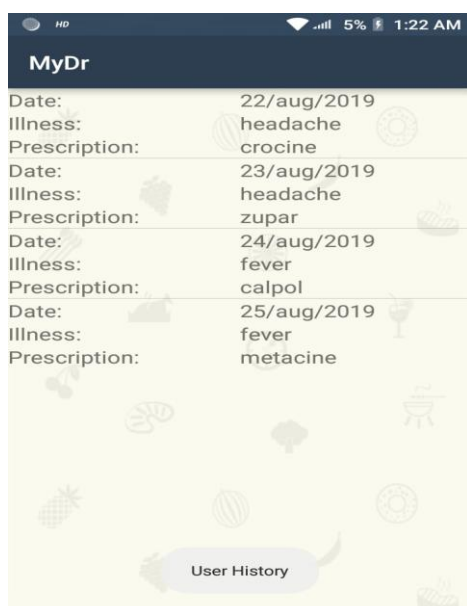 HD 5% 1:22 AM
MyDr
Date: 22/aug/2019
Illness: headache
Prescription: crocine
Date: 23/aug/2019
Illness: headache
Prescription: zupar
Date: 24/aug/2019
Illness: fever
Prescription: calpol
Date: 25/aug/2019
Illness: fever
Prescription: metacine
User History